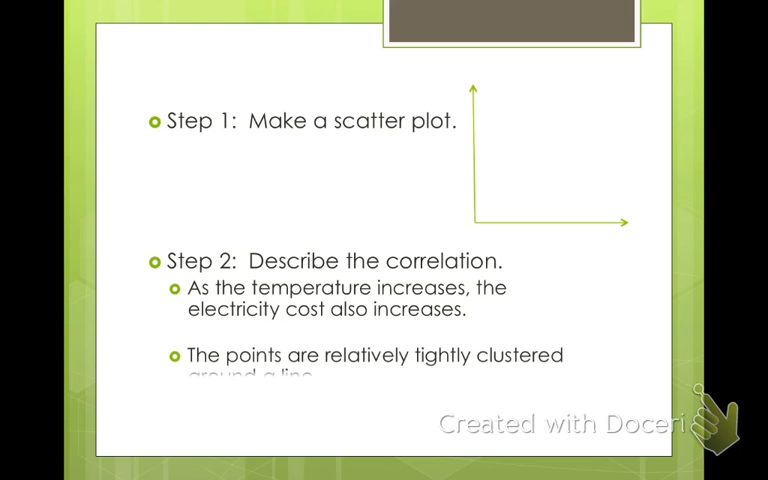 Step 1:  Make a scatter plot.
Step 2:  Describe the correlation.
As the temperature increases, the
electricity cost also increases.
The points are relatively tightly clustered
around a line
Created with Doceri